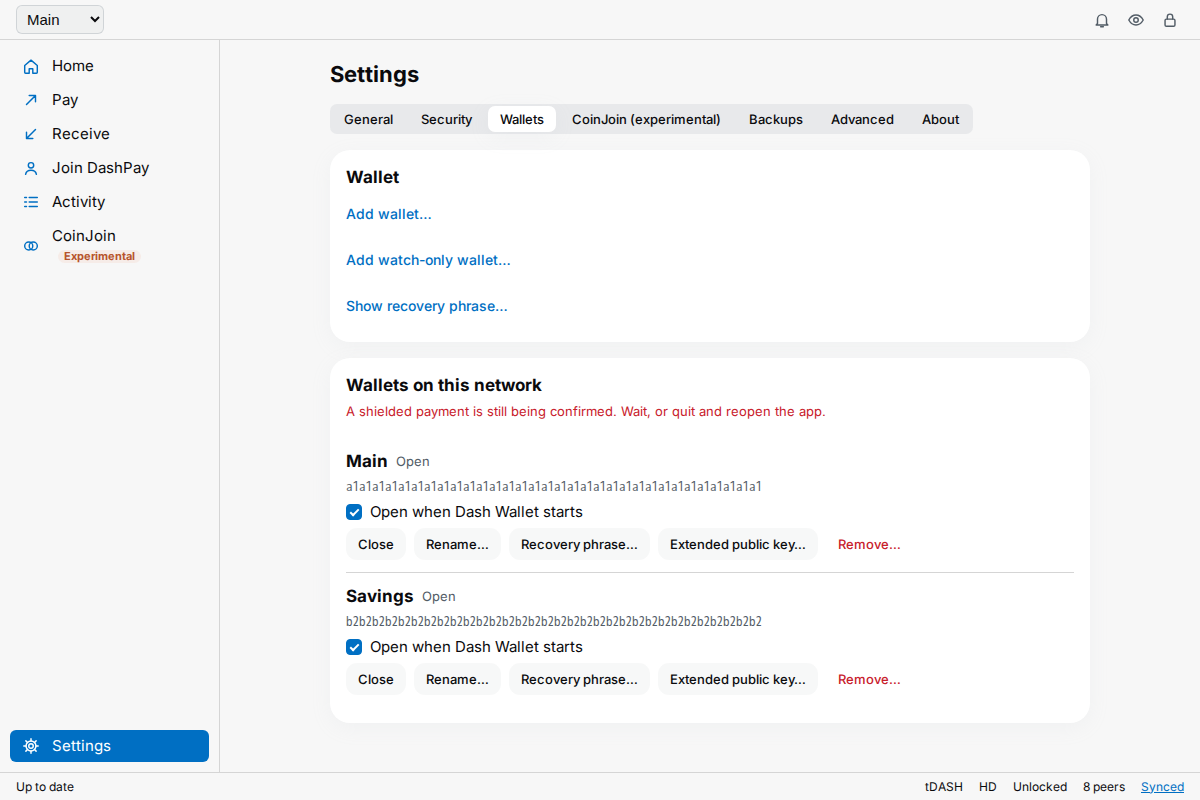 Main
Home
Pay
Receive
Join DashPay
Activity
CoinJoin
Experimental
Settings
Settings
General Security Wallets CoinJoin (experimental) Backups Advanced About
Wallet
Add wallet...
Add watch-only wallet...
Show recovery phrase...
Wallets on this network
A shielded payment is still being confirmed. Wait, or quit and reopen the app.
Main Open
a1a1a1a1a1a1a1a1a1a1a1a1a1a1a1a1a1a1a1a1a1a1a1a1a1a1a1a1a1a1a1a1
Open when Dash Wallet starts
Close Rename... Recovery phrase... Extended public key... Remove...
Savings Open
b2b2b2b2b2b2b2b2b2b2b2b2b2b2b2b2b2b2b2b2b2b2b2b2b2b2b2b2b2b2b2b2
Open when Dash Wallet starts
Close Rename... Recovery phrase... Extended public key... Remove...
Up to date tDASH HD Unlocked 8 peers Synced